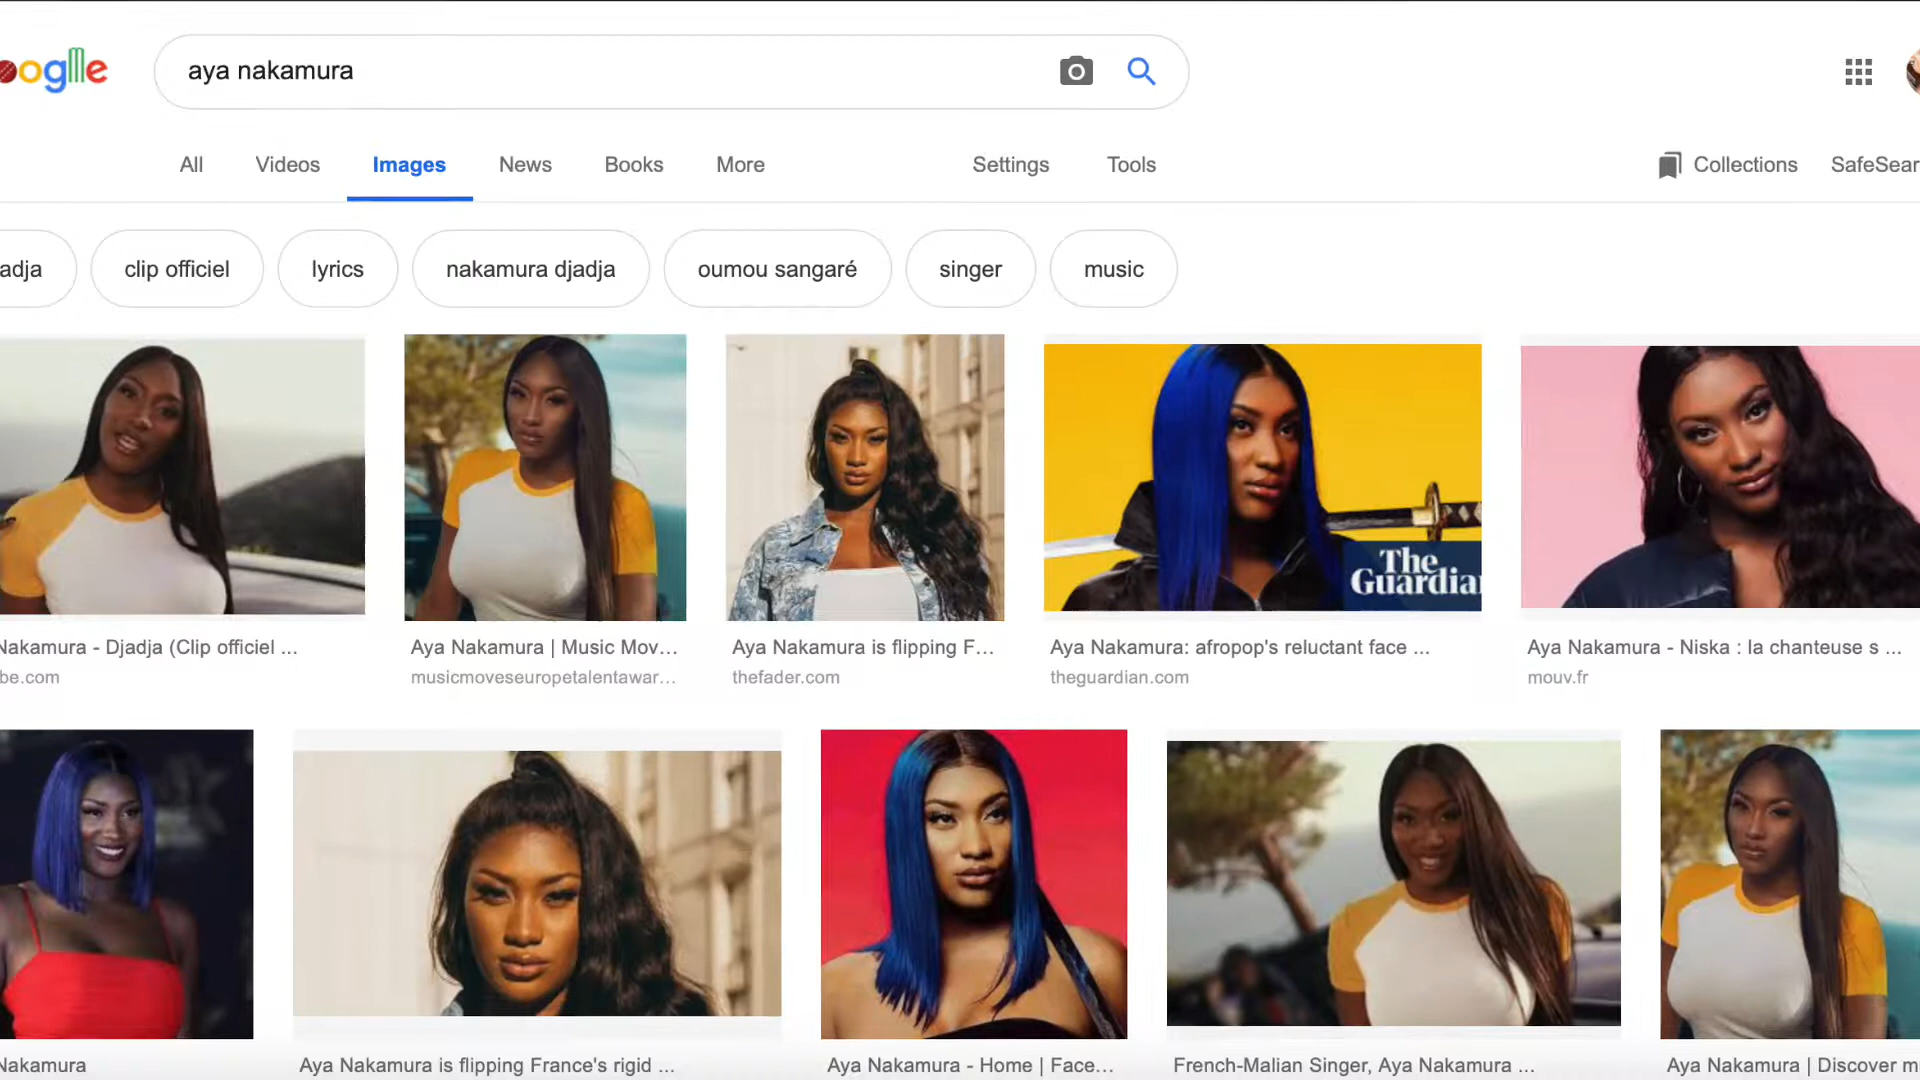 ooglle
aya nakamura
All Videos Images News Books More Settings Tools Collections SafeSear
adja clip officiel lyrics nakamura djadja oumou sangaré singer music
The
Guardia
Nakamura - Djadja (Clip officiel ...
be.com
Aya Nakamura | Music Mov...
musicmoveseuropetalentawar...
Aya Nakamura is flipping F...
thefader.com
Aya Nakamura: afropop's reluctant face ...
theguardian.com
Aya Nakamura - Niska : la chanteuse s ...
mouv.fr
Nakamura
Aya Nakamura is flipping France's rigid ...
Aya Nakamura - Home | Face...
French-Malian Singer, Aya Nakamura ...
Aya Nakamura | Discover m